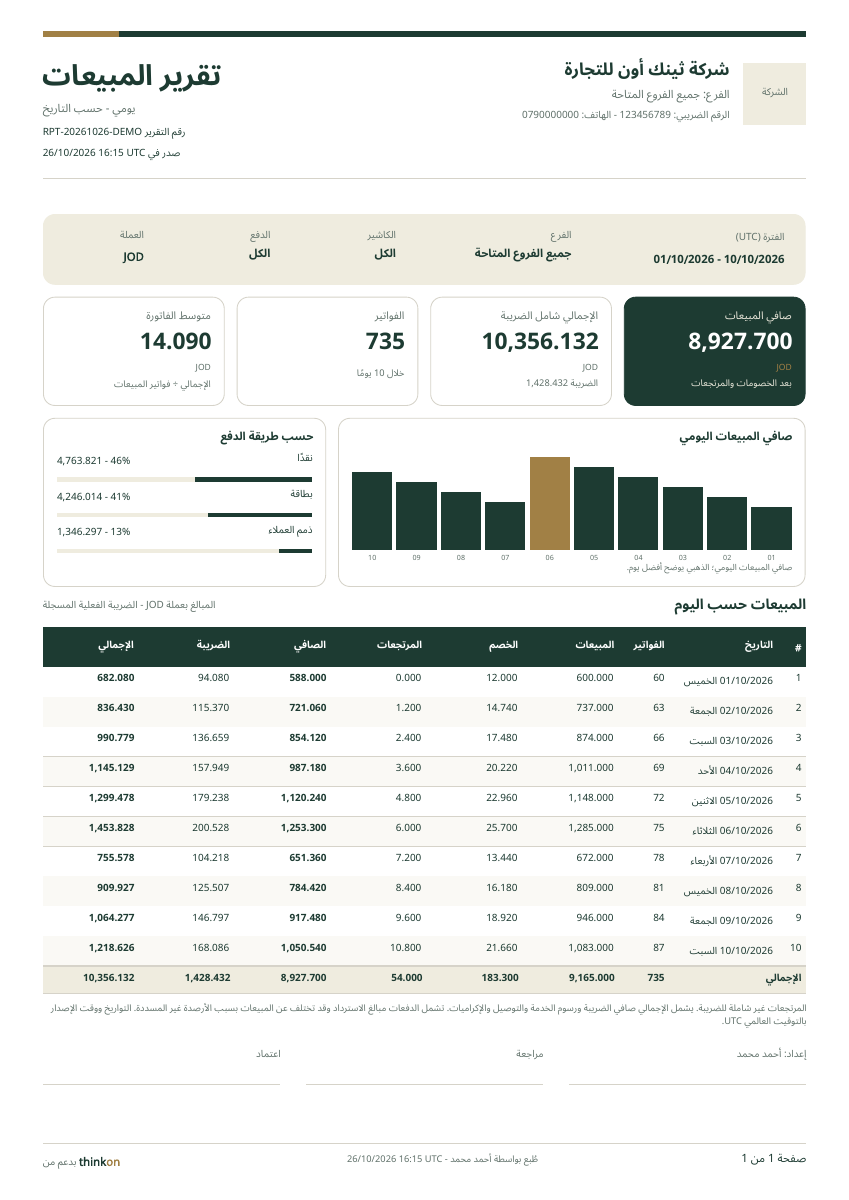 الشركة
شركة ثينك أون للتجارة
الفرع: جميع الفروع المتاحة
الرقم الضريبي: 123456789 - الهاتف: 0790000000
تقرير المبيعات
يومي - حسب التاريخ
رقم التقرير RPT-20261026-DEMO
صدر في 26/10/2026 16:15 UTC
الفترة (UTC) الفرع الكاشير الدفع العملة
01/10/2026 - 10/10/2026 جميع الفروع المتاحة الكل الكل JOD
صافي المبيعات
8,927.700
JOD
بعد الخصومات والمرتجعات
الإجمالي شامل الضريبة
10,356.132
JOD
الضريبة 1,428.432
الفواتير
735
خلال 10 يومًا
متوسط الفاتورة
14.090
JOD
الإجمالي ÷ فواتير المبيعات
صافي المبيعات اليومي
01 02 03 04 05 06 07 08 09 10
صافي المبيعات اليومي؛ الذهبي يوضح أفضل يوم.
حسب طريقة الدفع
نقدًا 4,763.821 - 46%
بطاقة 4,246.014 - 41%
ذمم العملاء 1,346.297 - 13%
المبيعات حسب اليوم
المبالغ بعملة JOD - الضريبة الفعلية المسجلة
# التاريخ الفواتير المبيعات الخصم المرتجعات الصافي الضريبة الإجمالي
1 01/10/2026 الخميس 60 600.000 12.000 0.000 588.000 94.080 682.080
2 02/10/2026 الجمعة 63 737.000 14.740 1.200 721.060 115.370 836.430
3 03/10/2026 السبت 66 874.000 17.480 2.400 854.120 136.659 990.779
4 04/10/2026 الأحد 69 1,011.000 20.220 3.600 987.180 157.949 1,145.129
5 05/10/2026 الاثنين 72 1,148.000 22.960 4.800 1,120.240 179.238 1,299.478
6 06/10/2026 الثلاثاء 75 1,285.000 25.700 6.000 1,253.300 200.528 1,453.828
7 07/10/2026 الأربعاء 78 672.000 13.440 7.200 651.360 104.218 755.578
8 08/10/2026 الخميس 81 809.000 16.180 8.400 784.420 125.507 909.927
9 09/10/2026 الجمعة 84 946.000 18.920 9.600 917.480 146.797 1,064.277
10 10/10/2026 السبت 87 1,083.000 21.660 10.800 1,050.540 168.086 1,218.626
الإجمالي 735 9,165.000 183.300 54.000 8,927.700 1,428.432 10,356.132
المرتجعات غير شاملة للضريبة. يشمل الإجمالي صافي الضريبة ورسوم الخدمة والتوصيل والإكراميات. تشمل الدفعات مبالغ الاسترداد وقد تختلف عن المبيعات بسبب الأرصدة غير المسددة. التواريخ ووقت الإصدار
بالتوقيت العالمي UTC.
إعداد: أحمد محمد
مراجعة
اعتماد
صفحة 1 من 1
طُبع بواسطة أحمد محمد - 26/10/2026 16:15 UTC
بدعم من thinkon